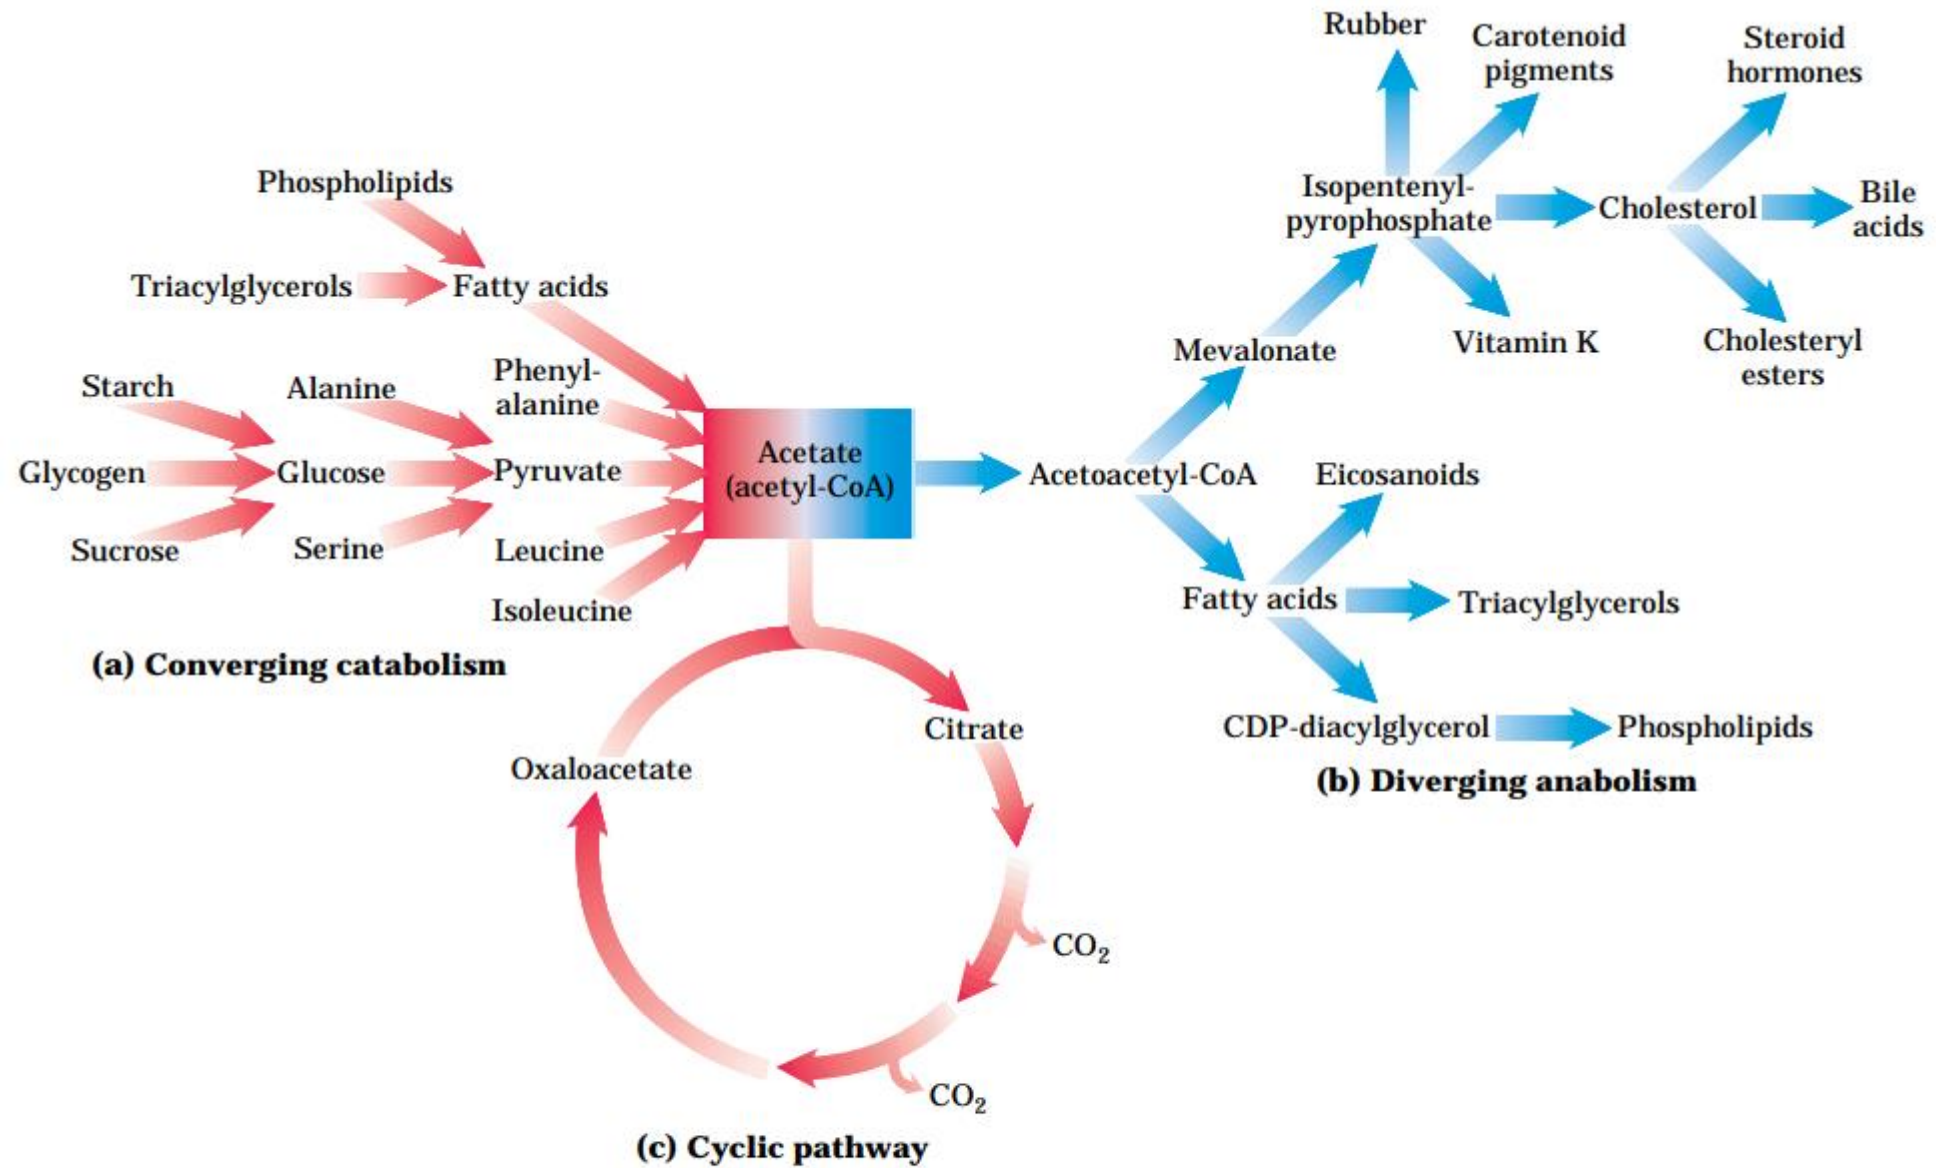 Rubber
Carotenoid
pigments
Steroid
hormones
Phospholipids
Isopentenyl-
pyrophosphate
Cholesterol
Bile
acids
Triacylglycerols
Fatty acids
Mevalonate
Vitamin K
Cholesteryl
esters
Starch
Alanine
Phenyl-
alanine
Glycogen
Glucose
Pyruvate
Acetate
(acetyl-CoA)
Acetoacetyl-CoA
Eicosanoids
Sucrose
Serine
Leucine
Isoleucine
Fatty acids
Triacylglycerols
(a) Converging catabolism
Citrate
CDP-diacylglycerol
Phospholipids
Oxaloacetate
(b) Diverging anabolism
CO₂
CO₂
(c) Cyclic pathway